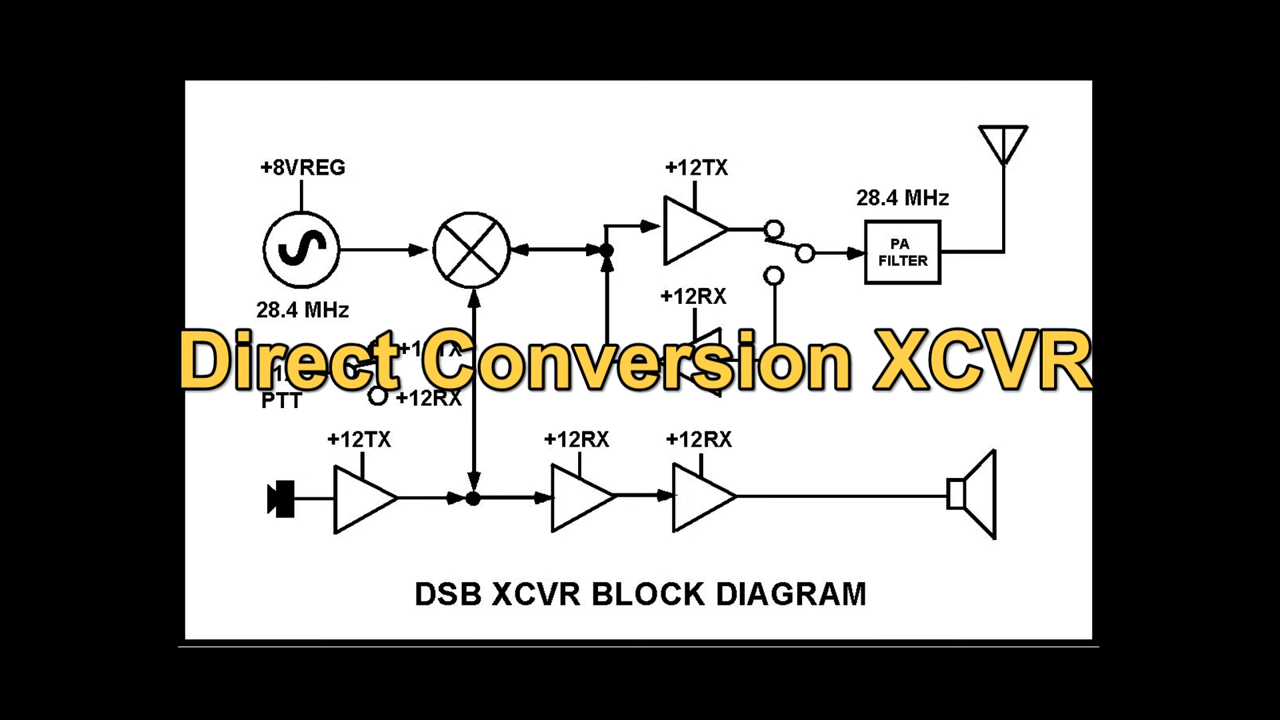 +8VREG
+12TX
28.4 MHz
PA
FILTER
28.4 MHz
+12RX
Direct Conversion XCVR
PTT
+12RX
+12TX
+12RX
+12RX
DSB XCVR BLOCK DIAGRAM